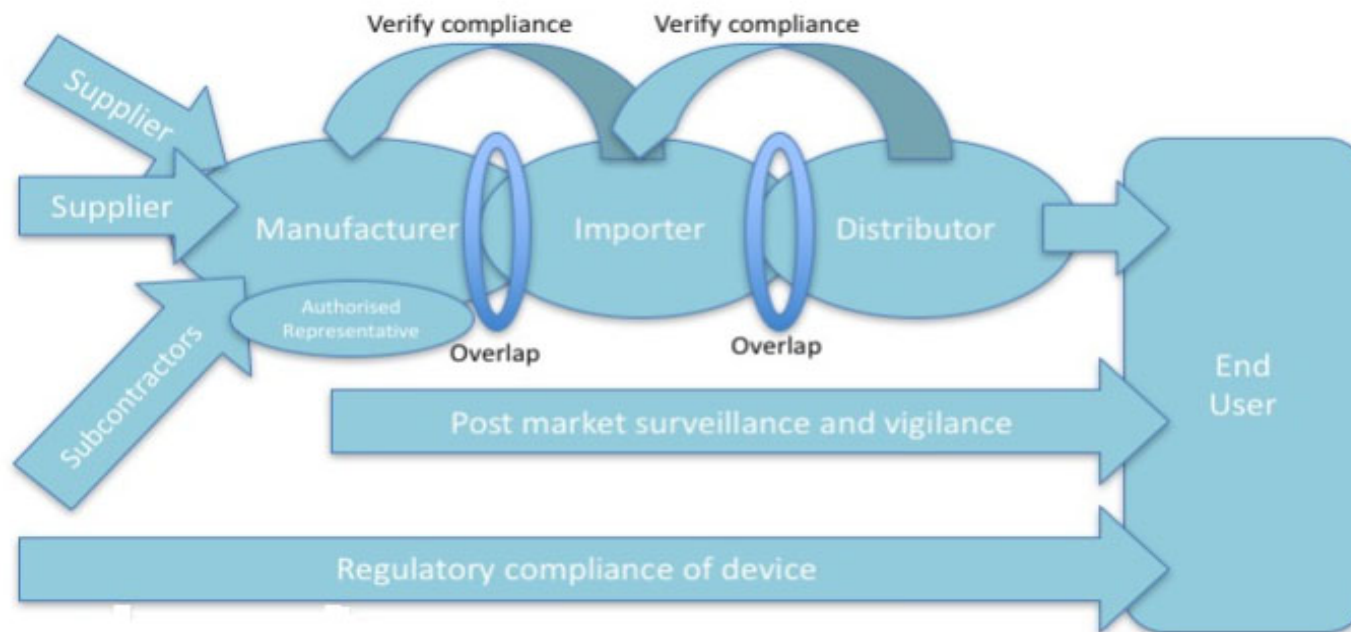 Verify compliance
Verify compliance
Supplier
Supplier
Manufacturer
Importer
Distributor
Authorised
Representative
Overlap
Overlap
Subcontractors
End
User
Post market surveillance and vigilance
Regulatory compliance of device